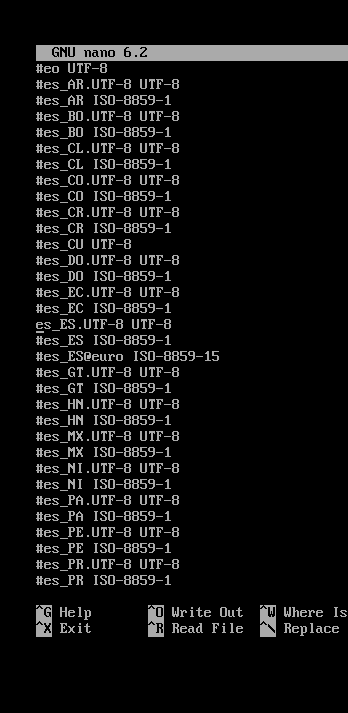 GNU nano 6.2
#eo UTF-8
#es_AR.UTF-8 UTF-8
#es_AR ISO-8859-1
#es_BO.UTF-8 UTF-8
#es_BO ISO-8859-1
#es_CL.UTF-8 UTF-8
#es_CL ISO-8859-1
#es_CO.UTF-8 UTF-8
#es_CO ISO-8859-1
#es_CR.UTF-8 UTF-8
#es_CR ISO-8859-1
#es_CU UTF-8
#es_DO.UTF-8 UTF-8
#es_DO ISO-8859-1
#es_EC.UTF-8 UTF-8
#es_EC ISO-8859-1
es_ES.UTF-8 UTF-8
#es_ES ISO-8859-1
#es_ES@euro ISO-8859-15
#es_GT.UTF-8 UTF-8
#es_GT ISO-8859-1
#es_HN.UTF-8 UTF-8
#es_HN ISO-8859-1
#es_MX.UTF-8 UTF-8
#es_MX ISO-8859-1
#es_NI.UTF-8 UTF-8
#es_NI ISO-8859-1
#es_PA.UTF-8 UTF-8
#es_PA ISO-8859-1
#es_PE.UTF-8 UTF-8
#es_PE ISO-8859-1
#es_PR.UTF-8 UTF-8
#es_PR ISO-8859-1
^G Help ^O Write Out ^W Where Is
^X Exit ^R Read File ^\ Replace